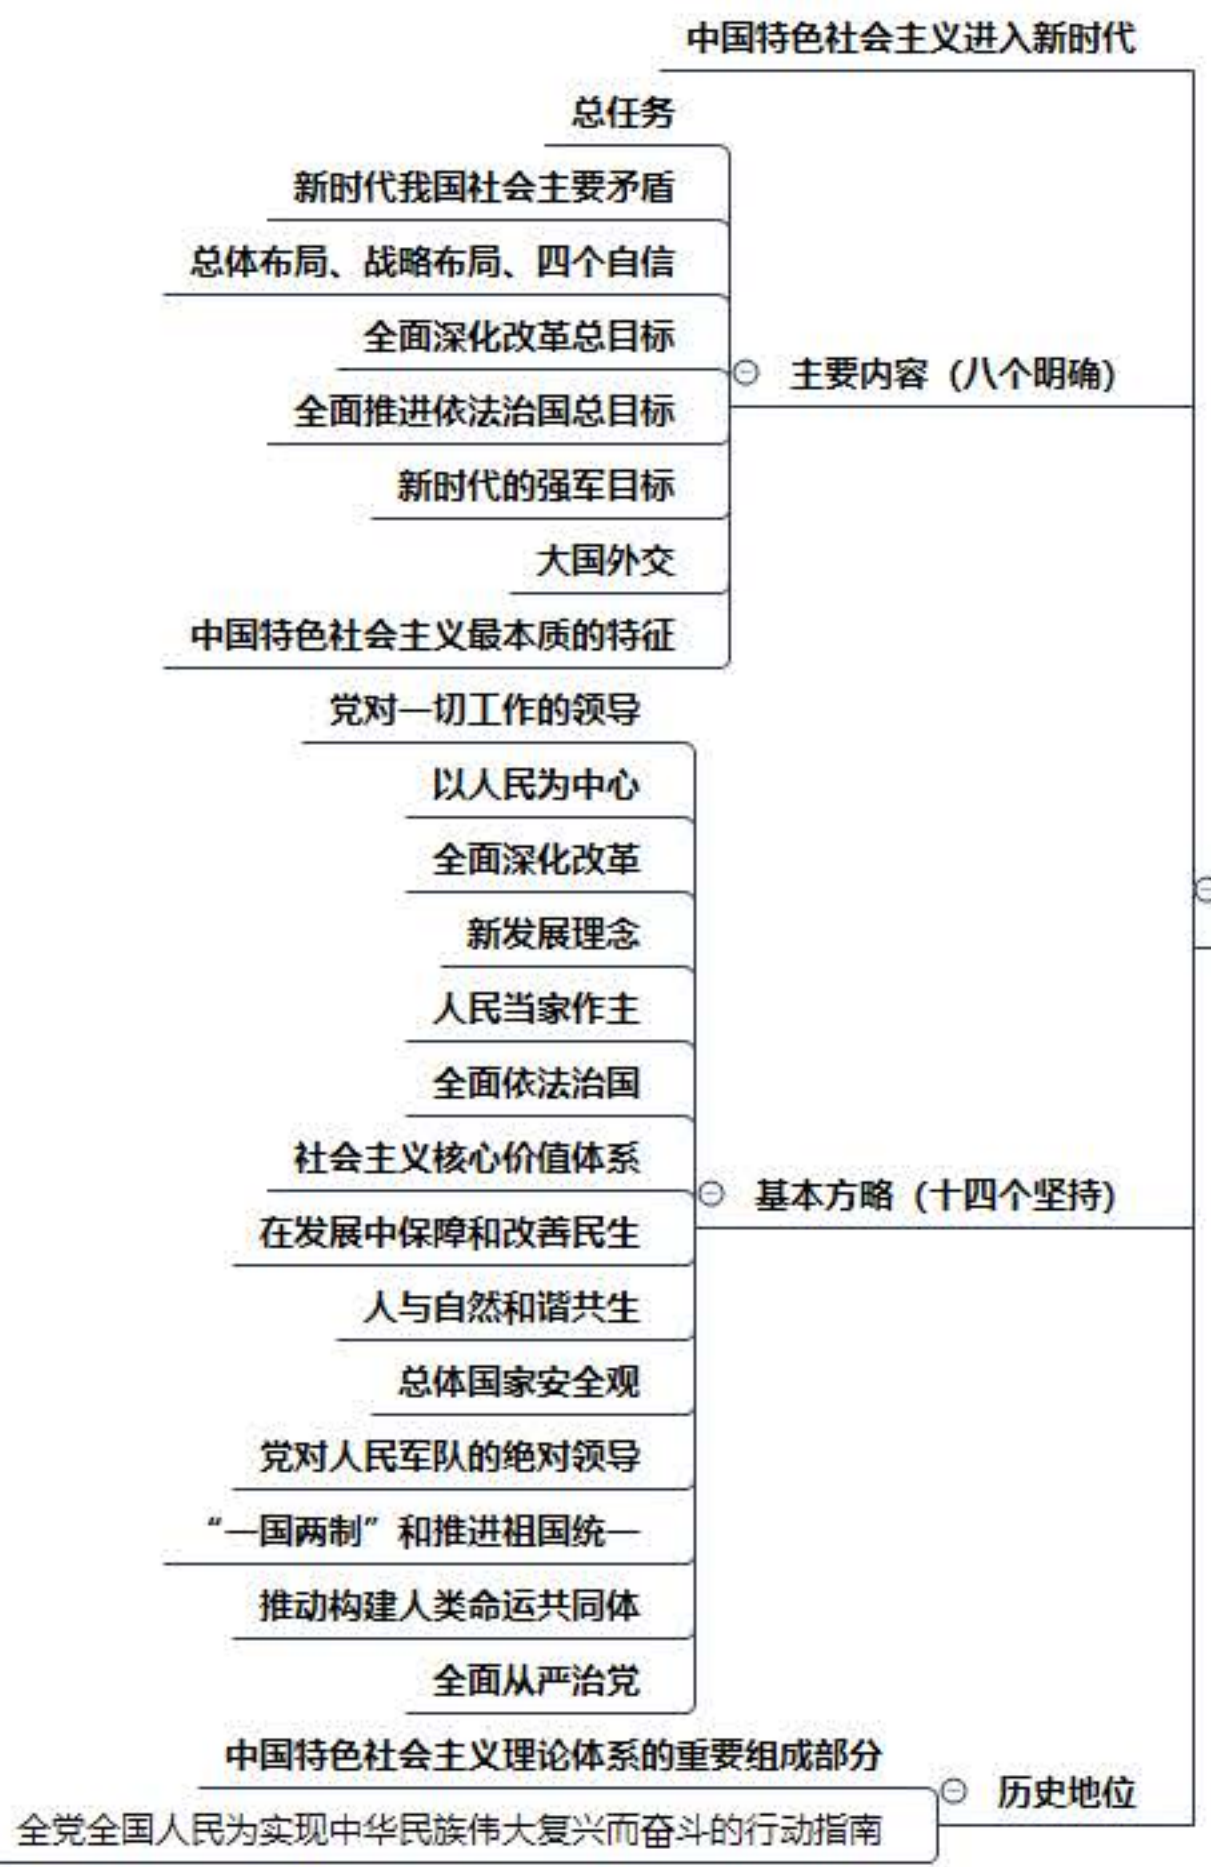 中国特色社会主义进入新时代
总任务
新时代我国社会主要矛盾
总体布局、战略布局、四个自信
全面深化改革总目标
主要内容（八个明确）
全面推进依法治国总目标
新时代的强军目标
大国外交
中国特色社会主义最本质的特征
党对一切工作的领导
以人民为中心
全面深化改革
新发展理念
人民当家作主
全面依法治国
社会主义核心价值体系
基本方略（十四个坚持）
在发展中保障和改善民生
人与自然和谐共生
总体国家安全观
党对人民军队的绝对领导
“一国两制”和推进祖国统一
推动构建人类命运共同体
全面从严治党
中国特色社会主义理论体系的重要组成部分
历史地位
全党全国人民为实现中华民族伟大复兴而奋斗的行动指南